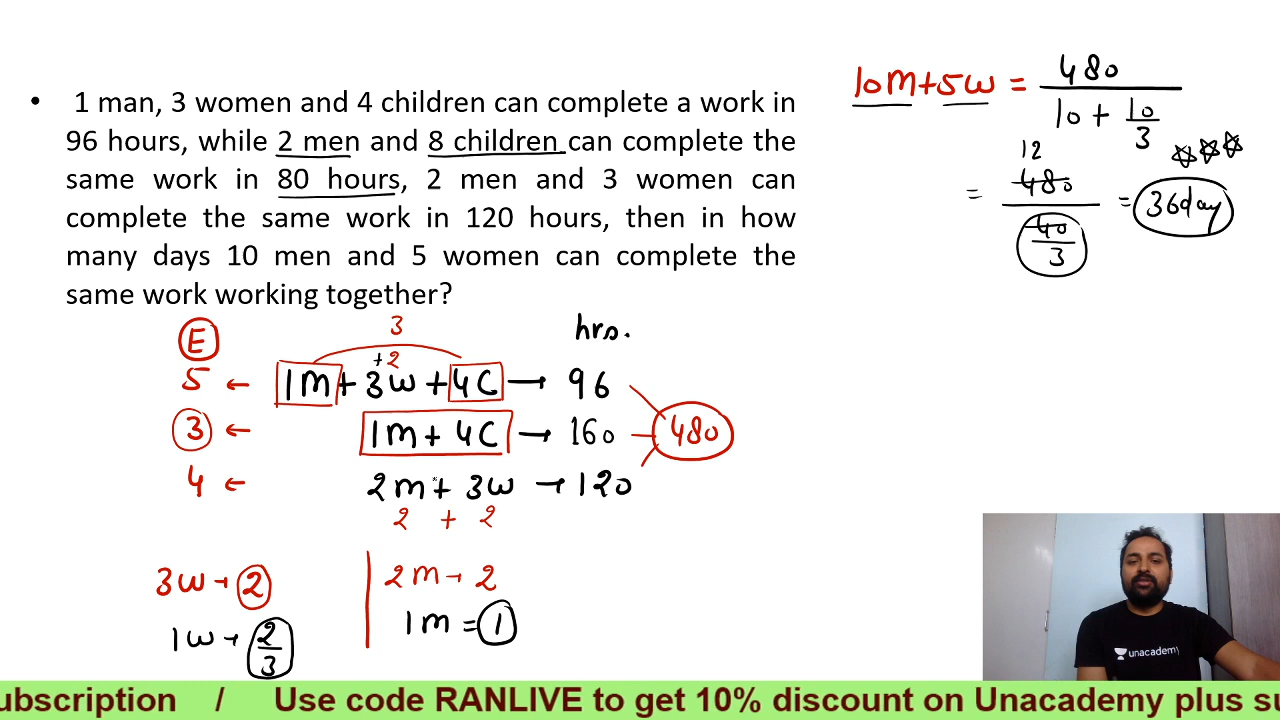 • 1 man, 3 women and 4 children can complete a work in
96 hours, while 2 men and 8 children can complete the
same work in 80 hours, 2 men and 3 women can
complete the same work in 120 hours, then in how
many days 10 men and 5 women can complete the
same work working together?
10m+5w = 480 / 10 + 10/3
12
= 480 / 40/3 = 36day
E
3
hrs.
+2
5 ← 1m + 3w + 4C → 96
3 ← 1m + 4C → 160 480
4 ← 2m + 3w → 120
2 + 2
3w → 2
1w → 2/3
2m → 2
1m = 1
unacademy
ubscription / Use code RANLIVE to get 10% discount on Unacademy plus su